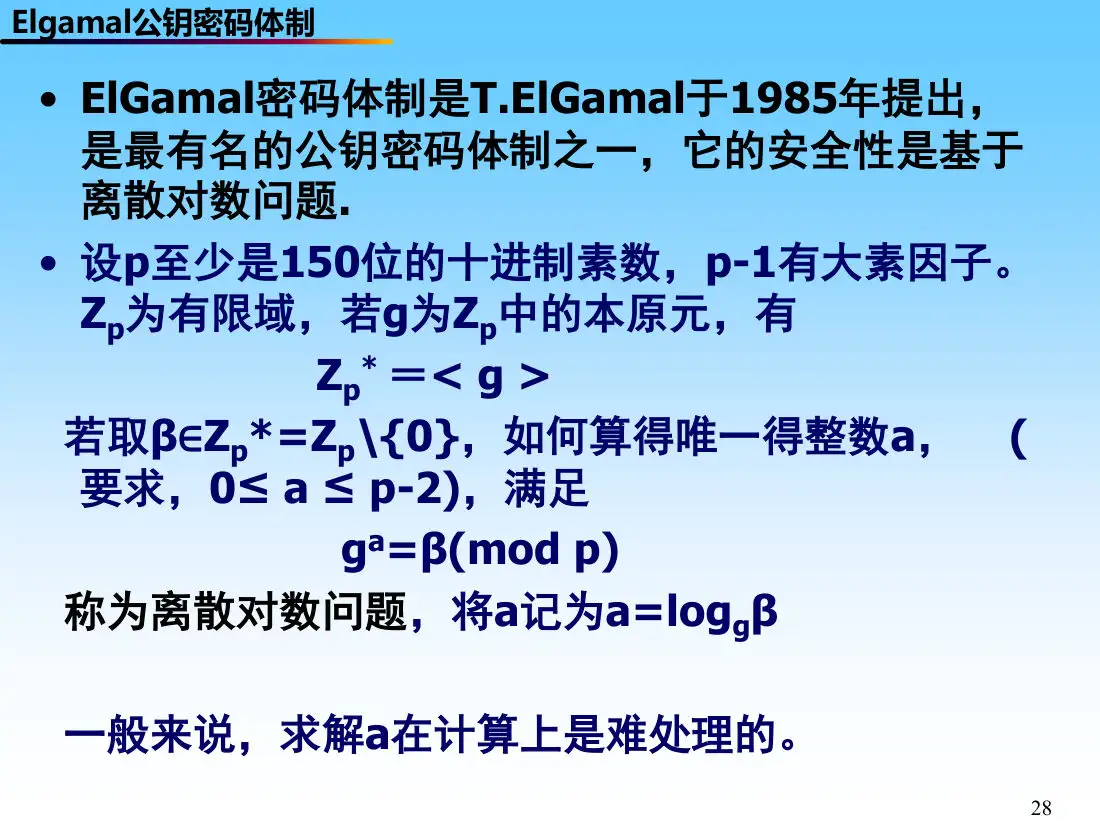 Elgamal公钥密码体制
• ElGamal密码体制是T.ElGamal于1985年提出，
是最有名的公钥密码体制之一，它的安全性是基于
离散对数问题.
• 设p至少是150位的十进制素数，p-1有大素因子。
Zp为有限域，若g为Zp中的本原元，有
Zp* ＝< g >
若取β∈Zp*=Zp\{0}，如何算得唯一得整数a， (
要求，0≤ a ≤ p-2)，满足
gᵃ=β(mod p)
称为离散对数问题，将a记为a=loggβ
一般来说，求解a在计算上是难处理的。
28